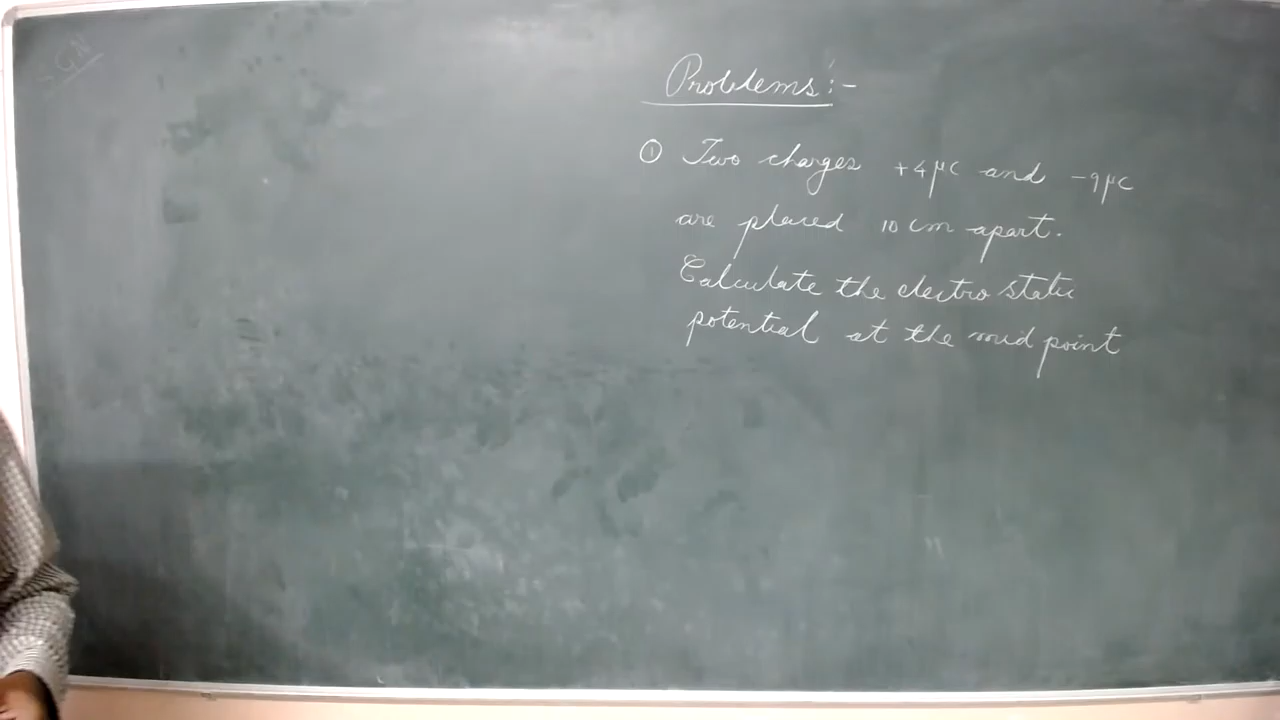 Problems:-
① Two charges +4μC and -9μC
are placed 10 cm apart.
Calculate the electro static
potential at the mid point